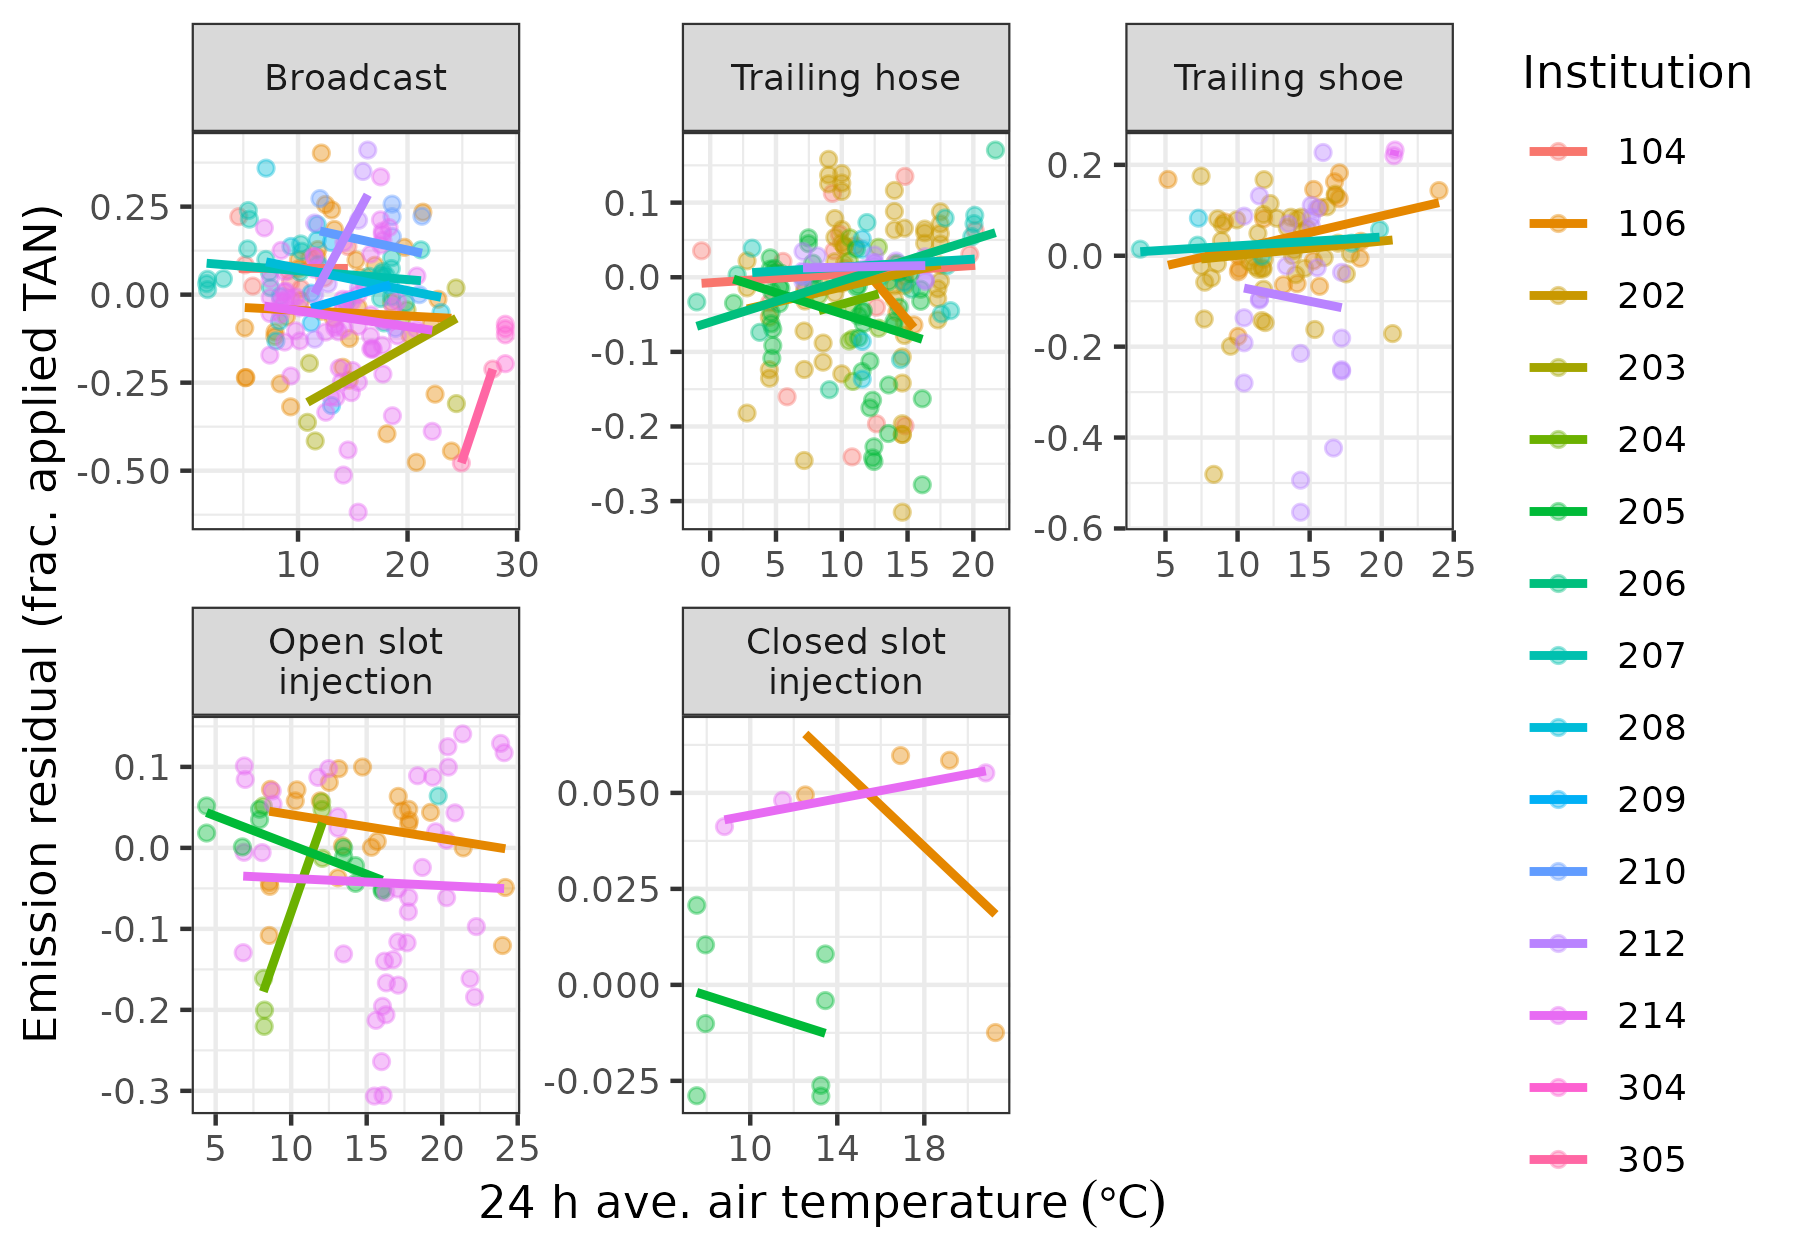 Broadcast
Trailing hose
Trailing shoe
Institution
104
106
202
203
204
205
206
207
208
209
210
212
214
304
305
0.25
0.00
-0.25
-0.50
10 20 30
0.1
0.0
-0.1
-0.2
-0.3
0 5 10 15 20
0.2
0.0
-0.2
-0.4
-0.6
5 10 15 20 25
Open slot
injection
Closed slot
injection
0.1
0.0
-0.1
-0.2
-0.3
5 10 15 20 25
0.050
0.025
0.000
-0.025
10 14 18
Emission residual (frac. applied TAN)
24 h ave. air temperature (°C)